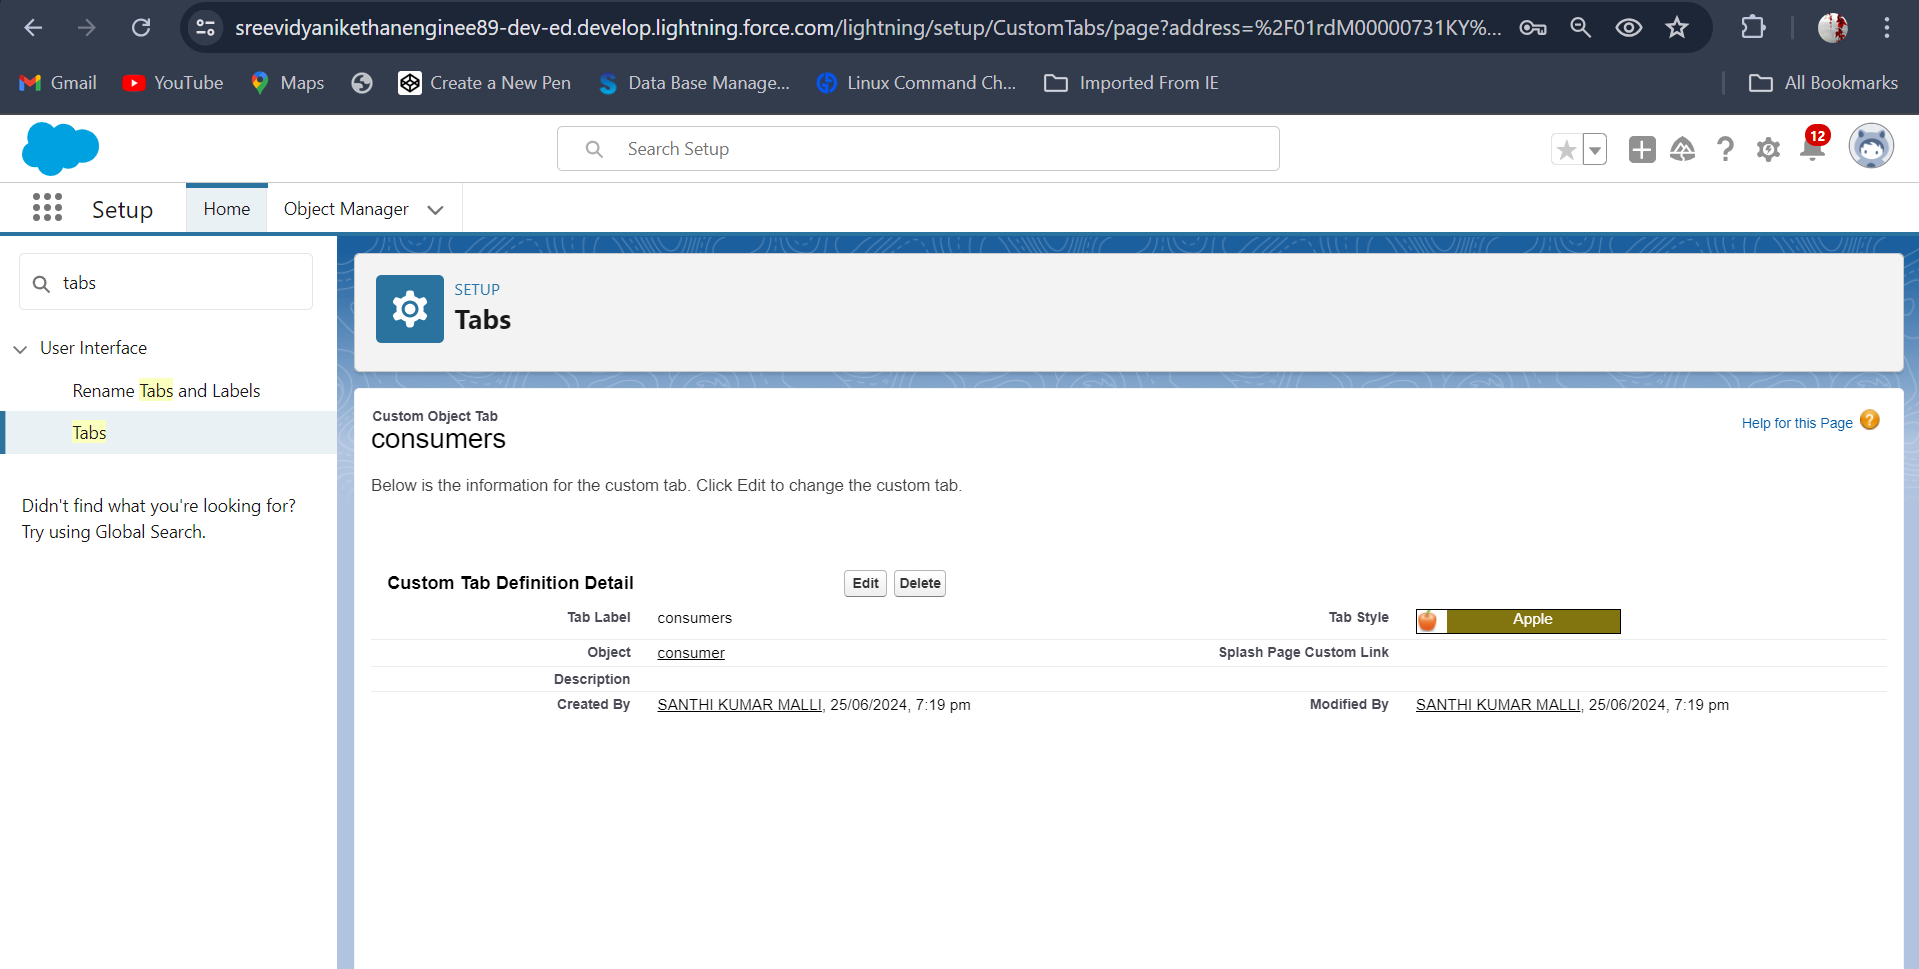 sreevidyanikethanenginee89-dev-ed.develop.lightning.force.com/lightning/setup/CustomTabs/page?address=%2F01rdM00000731KY%...
Gmail YouTube Maps Create a New Pen Data Base Manage... Linux Command Ch... Imported From IE All Bookmarks
Search Setup
12
Setup Home Object Manager
tabs
User Interface
Rename Tabs and Labels
Tabs
Didn't find what you're looking for?
Try using Global Search.
SETUP
Tabs
Custom Object Tab
consumers
Help for this Page ?
Below is the information for the custom tab. Click Edit to change the custom tab.
Custom Tab Definition Detail Edit Delete
Tab Label consumers Tab Style Apple
Object consumer Splash Page Custom Link
Description
Created By SANTHI KUMAR MALLI, 25/06/2024, 7:19 pm Modified By SANTHI KUMAR MALLI, 25/06/2024, 7:19 pm